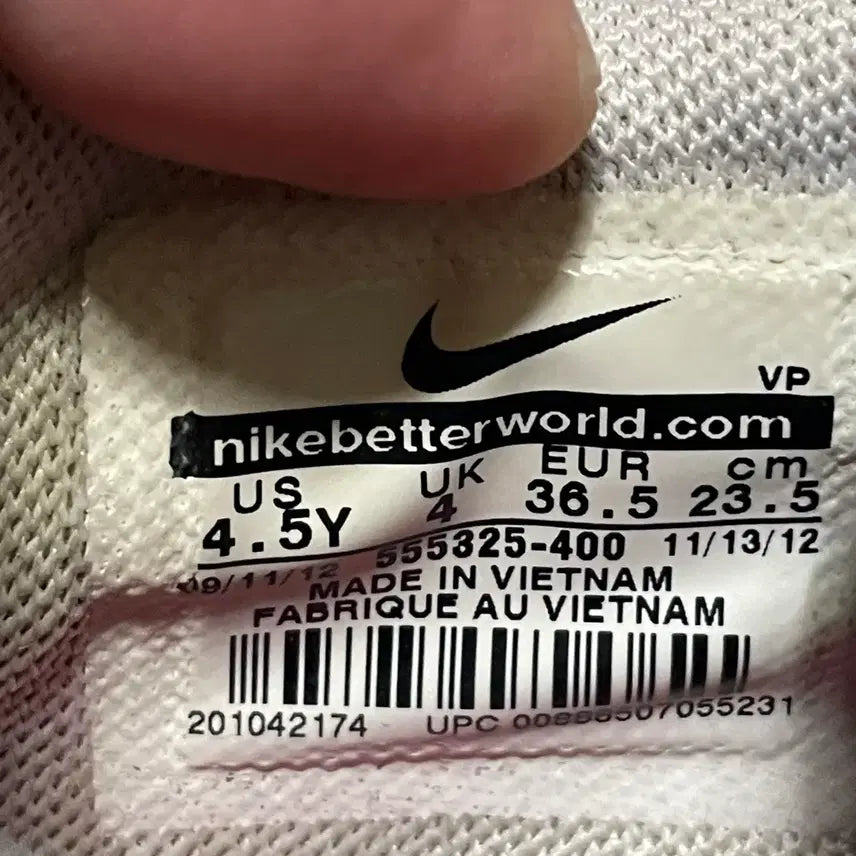 VP
nikebetterworld.com
US UK EUR cm
4.5Y 4 36.5 23.5
09/11/12 555325-400 11/13/12
MADE IN VIETNAM
FABRIQUE AU VIETNAM
201042174 UPC